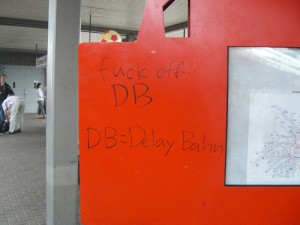 fuck off
DB
DB=Delay Bahn